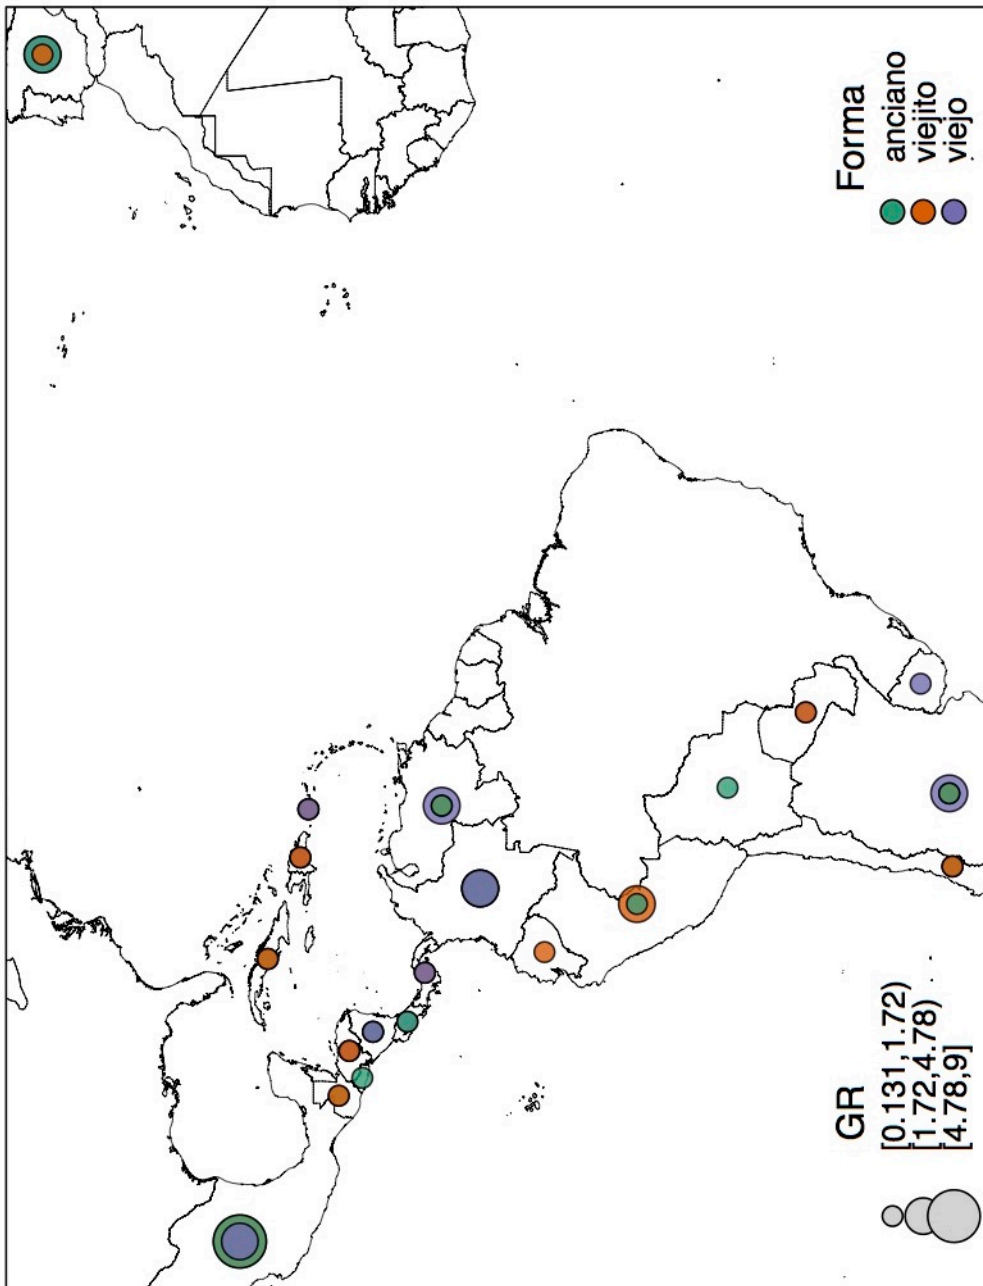 GR
[0.131,1.72)
[1.72,4.78)
[4.78,9]
Forma
anciano
viejito
viejo